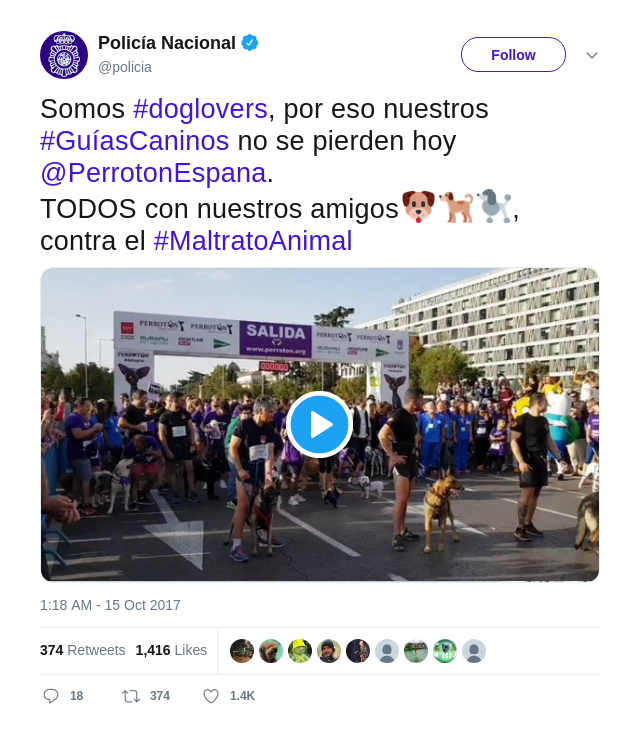 Policía Nacional
@policia
Follow
Somos #doglovers, por eso nuestros
#GuíasCaninos no se pierden hoy
@PerrotonEspana.
TODOS con nuestros amigos🐶🐕🐩,
contra el #MaltratoAnimal
PERROTON PERROTON SALIDA PERROTON
www.perroton.org
SUBARU
000000
PERROTON
1:18 AM - 15 Oct 2017
374 Retweets 1,416 Likes
18 374 1.4K